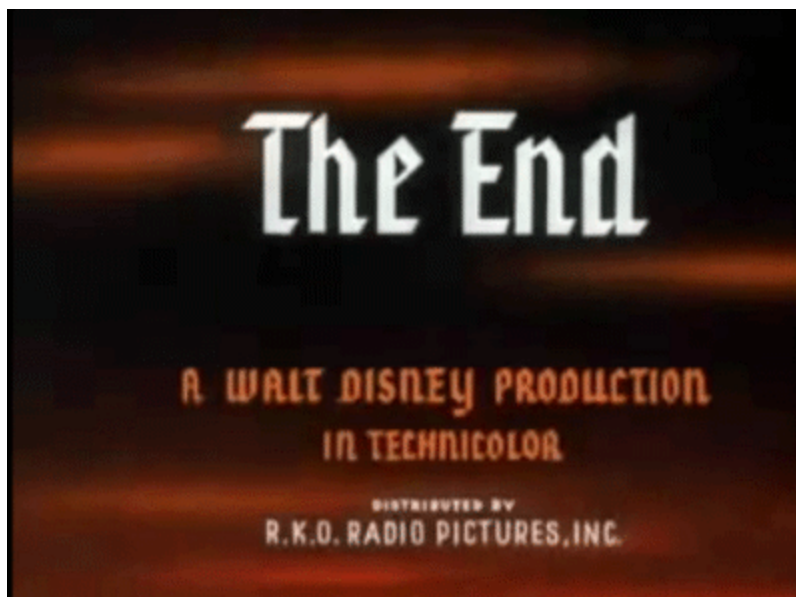 The End
A WALT DISNEY PRODUCTION
IN TECHNICOLOR
DISTRIBUTED BY
R.K.O. RADIO PICTURES, INC.